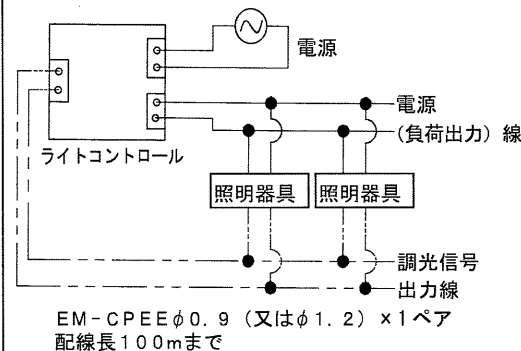 電源
電源
(負荷出力) 線
ライトコントロール
照明器具 照明器具
調光信号
出力線
EM-CPEEφ0.9 (又はφ1.2) ×1ペア
配線長100mまで